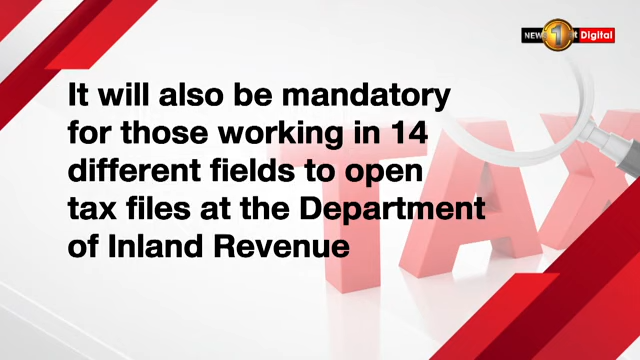 NEWS 1st Digital
It will also be mandatory
for those working in 14
different fields to open
tax files at the Department
of Inland Revenue
TAX